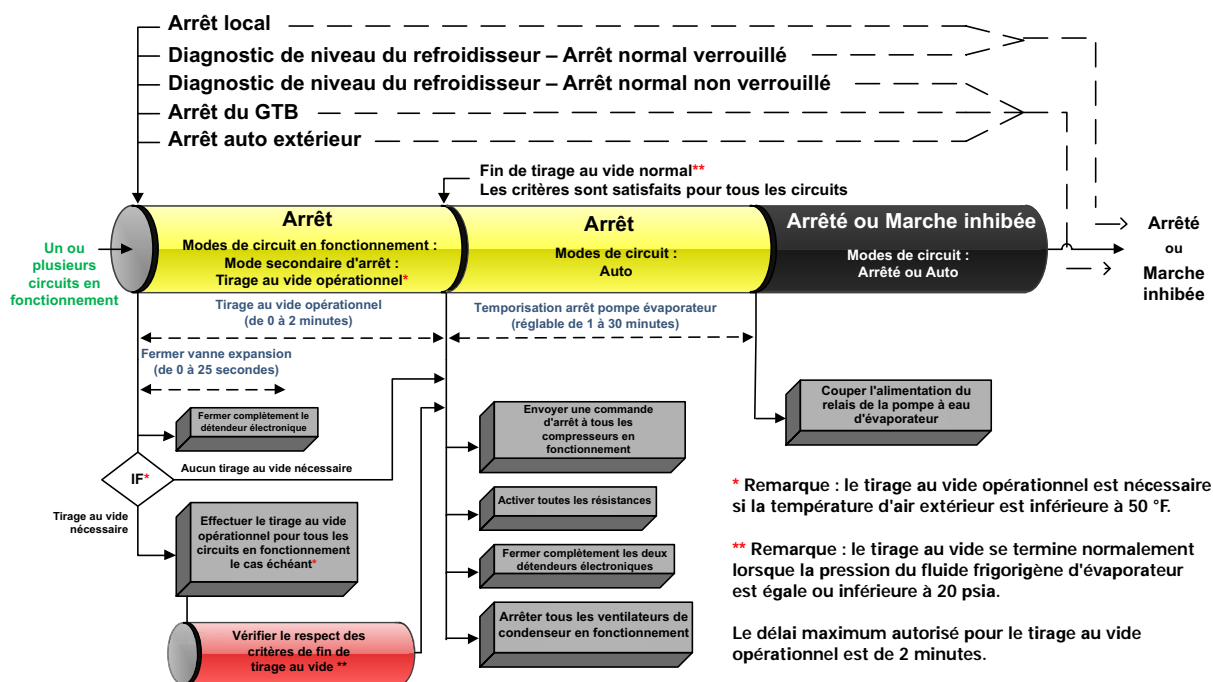 Arrêt local
Diagnostic de niveau du refroidisseur – Arrêt normal verrouillé
Diagnostic de niveau du refroidisseur – Arrêt normal non verrouillé
Arrêt du GTB
Arrêt auto extérieur
Fin de tirage au vide normal**
Les critères sont satisfaits pour tous les circuits
Un ou
plusieurs
circuits en
fonctionnement
Arrêt
Modes de circuit en fonctionnement :
Mode secondaire d'arrêt :
Tirage au vide opérationnel*
Arrêt
Modes de circuit :
Auto
Arrêté ou Marche inhibée
Modes de circuit :
Arrêté ou Auto
Arrêté
ou
Marche
inhibée
Tirage au vide opérationnel
(de 0 à 2 minutes)
Temporisation arrêt pompe évaporateur
(réglable de 1 à 30 minutes)
Fermer vanne expansion
(de 0 à 25 secondes)
Fermer complètement le
détendeur électronique
IF*
Aucun tirage au vide nécessaire
Tirage au vide
nécessaire
Effectuer le tirage au vide
opérationnel pour tous les
circuits en fonctionnement
le cas échéant*
Vérifier le respect des
critères de fin de
tirage au vide **
Envoyer une commande
d'arrêt à tous les
compresseurs en
fonctionnement
Activer toutes les résistances
Fermer complètement les deux
détendeurs électroniques
Arrêter tous les ventilateurs de
condenseur en fonctionnement
Couper l'alimentation du
relais de la pompe à eau
d'évaporateur
* Remarque : le tirage au vide opérationnel est nécessaire
si la température d'air extérieur est inférieure à 50 °F.
** Remarque : le tirage au vide se termine normalement
lorsque la pression du fluide frigorigène d'évaporateur
est égale ou inférieure à 20 psia.
Le délai maximum autorisé pour le tirage au vide
opérationnel est de 2 minutes.